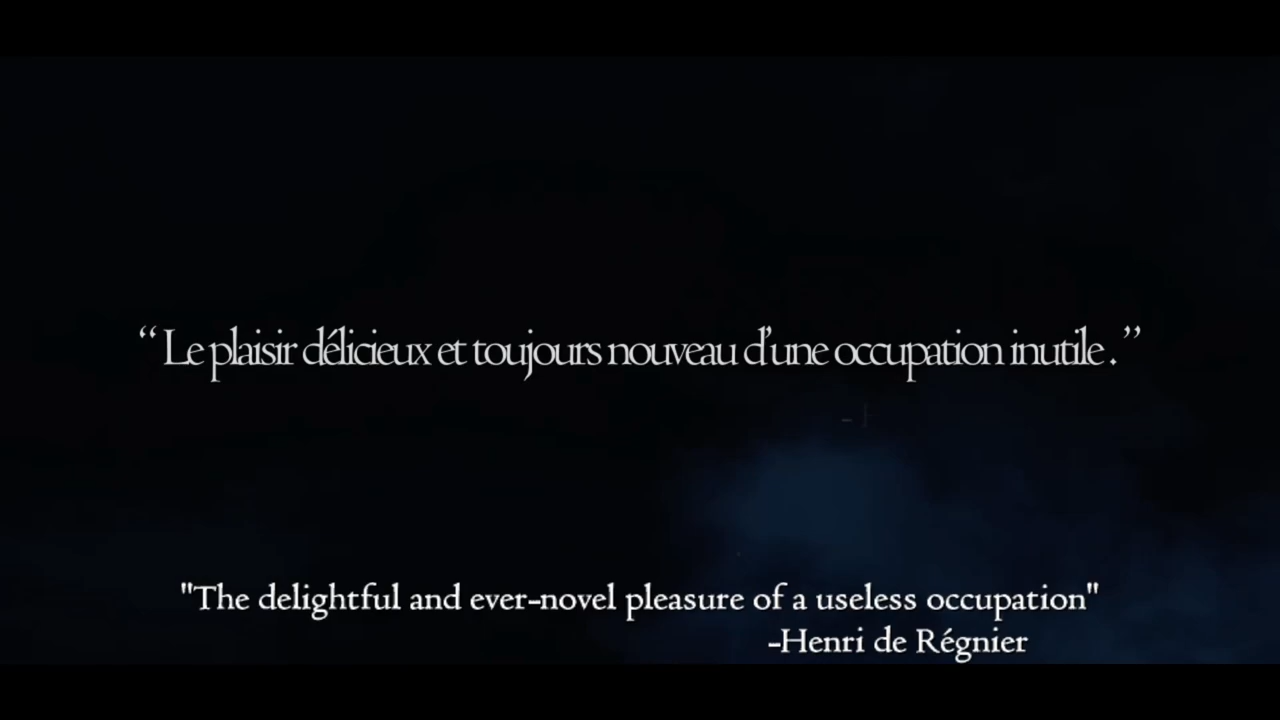 “ Le plaisir délicieux et toujours nouveau d’une occupation inutile . ”
"The delightful and ever-novel pleasure of a useless occupation"
-Henri de Régnier